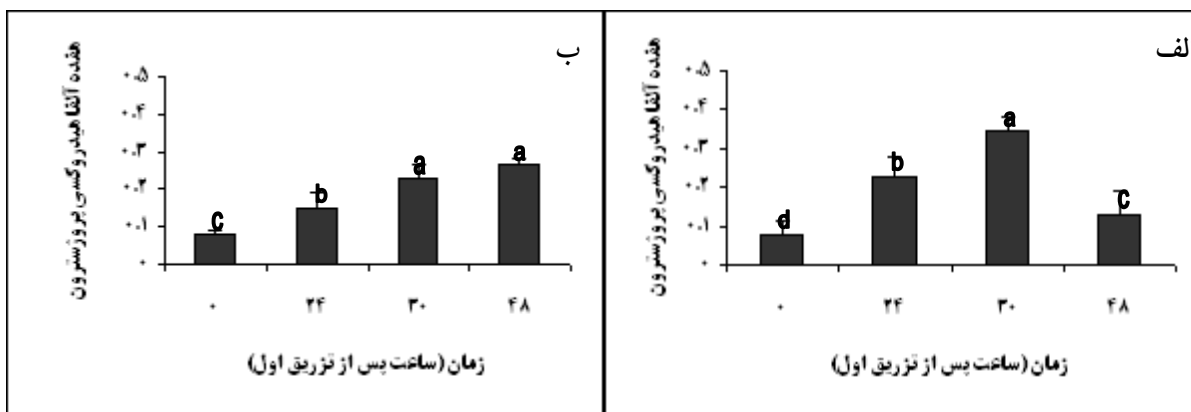 لف
هفده آلفا هیدروکسی پروژسترون
۰.۵
۰.۴
۰.۳
۰.۲
۰.۱
۰
d
b
a
c
۰ ۲۴ ۳۰ ۴۸
زمان (ساعت پس از تزریق اول)
ب
هفده آلفا هیدروکسی پروژسترون
۰.۵
۰.۴
۰.۳
۰.۲
۰.۱
۰
c
b
a
a
۰ ۲۴ ۳۰ ۴۸
زمان (ساعت پس از تزریق اول)